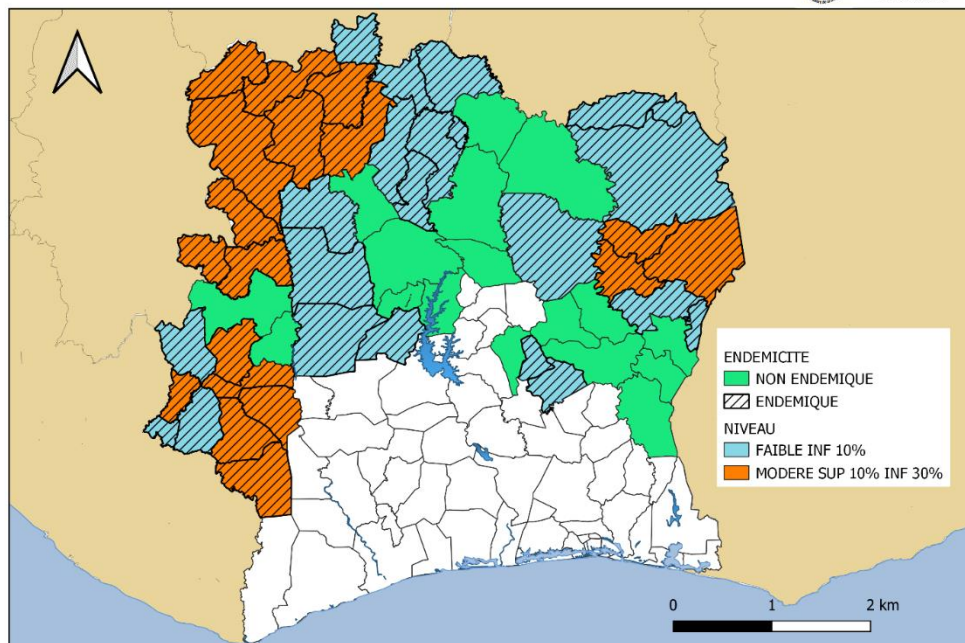 ENDEMICITE
NON ENDEMIQUE
ENDEMIQUE
NIVEAU
FAIBLE INF 10%
MODERE SUP 10% INF 30%
0 1 2 km